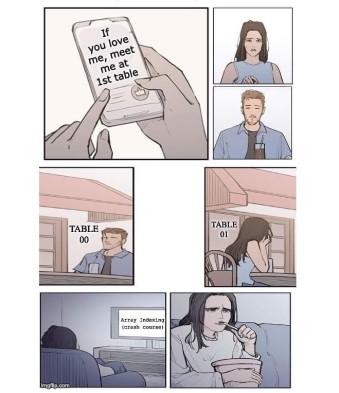 If
you love
me, meet
me at
1st table
TABLE
00
TABLE
01
Array Indexing
(crash course)
imgflip.com